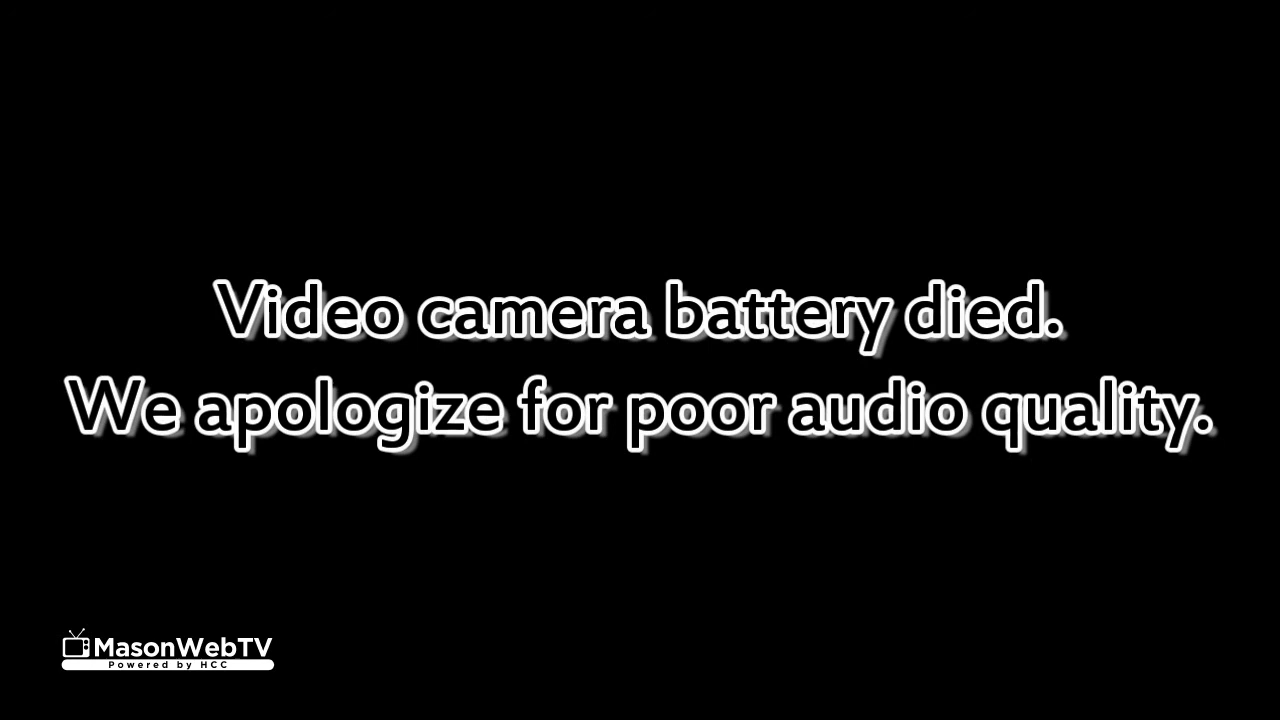 Video camera battery died.
We apologize for poor audio quality.
MasonWebTV
Powered by HCC